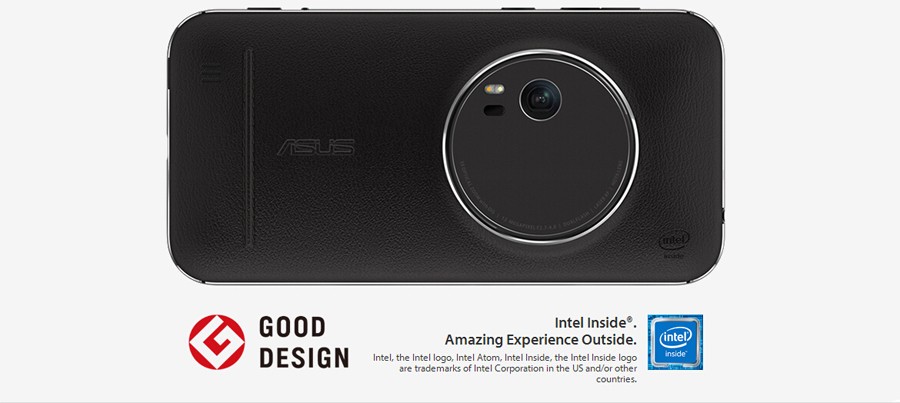 ASUS
intel
inside
GOOD
DESIGN
Intel Inside®.
Amazing Experience Outside.
Intel, the Intel logo, Intel Atom, Intel Inside, the Intel Inside logo
are trademarks of Intel Corporation in the US and/or other
countries.
intel
inside